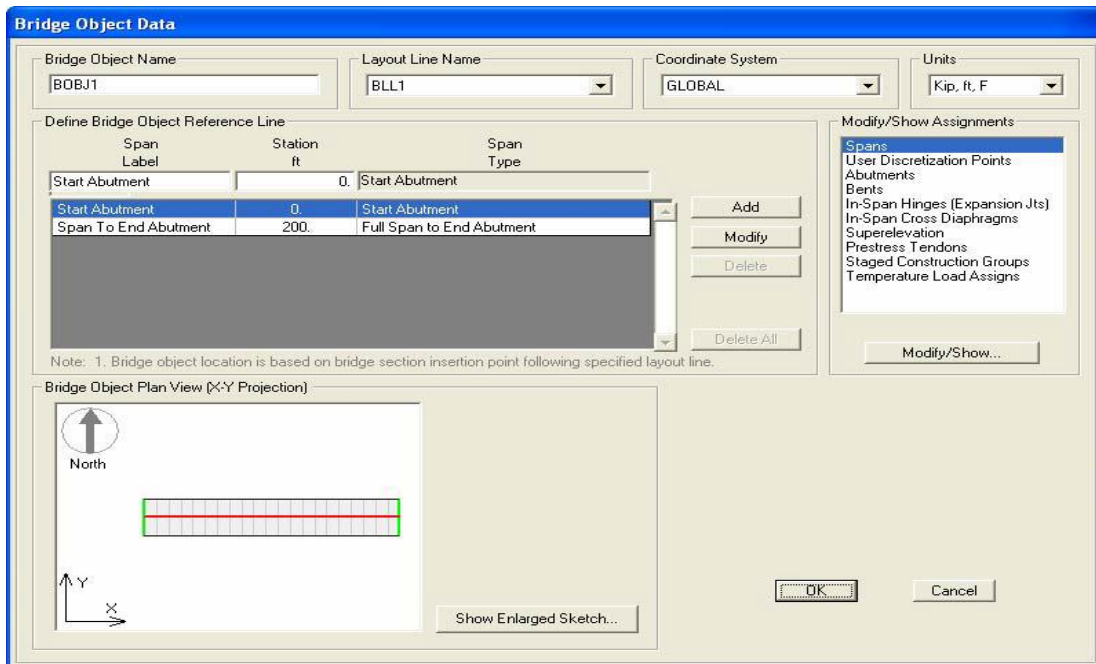 Bridge Object Data
Bridge Object Name
BOBJ1
Layout Line Name
BLL1
Coordinate System
GLOBAL
Units
Kip, ft, F
Define Bridge Object Reference Line
Span Label
Station ft
Span Type
Start Abutment 0. Start Abutment
Start Abutment 0. Start Abutment
Span To End Abutment 200. Full Span to End Abutment
Add
Modify
Delete
Delete All
Note: 1. Bridge object location is based on bridge section insertion point following specified layout line.
Modify/Show Assignments
Spans
User Discretization Points
Abutments
Bents
In-Span Hinges (Expansion Jts)
In-Span Cross Diaphragms
Superelevation
Prestress Tendons
Staged Construction Groups
Temperature Load Assigns
Modify/Show...
Bridge Object Plan View (X-Y Projection)
North
Y
X
Show Enlarged Sketch...
OK
Cancel